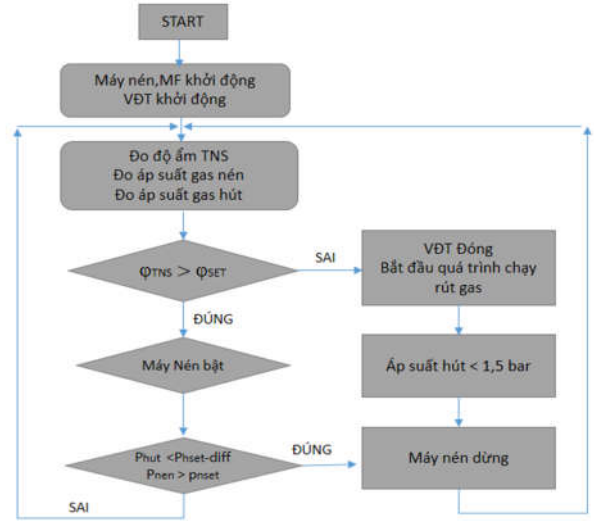 START
Máy nén,MF khởi động
VĐT khởi động
Đo độ ẩm TNS
Đo áp suất gas nén
Đo áp suất gas hút
φTNS > φSET
SAI
VĐT Đóng
Bắt đầu quá trình chạy
rút gas
ĐÚNG
Máy Nén bật
Áp suất hút < 1,5 bar
Phut <Phset-diff
Pnen > pnset
ĐÚNG
Máy nén dừng
SAI